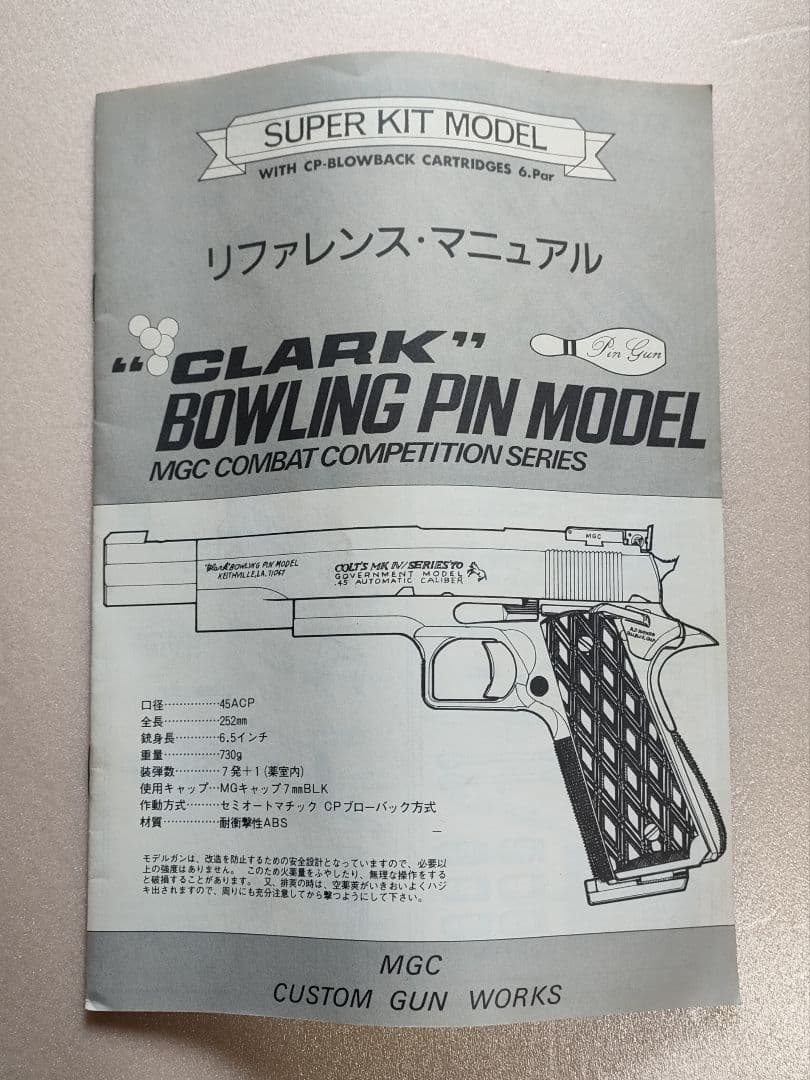 SUPER KIT MODEL
WITH CP-BLOWBACK CARTRIDGES 6.Par
リファレンス・マニュアル
"CLARK"
Pin Gun
BOWLING PIN MODEL
MGC COMBAT COMPETITION SERIES
MGC
Clark BOWLING PIN MODEL
KEITHVILLE, LA. 71047
COLT'S MK IV/SERIES'70
GOVERNMENT MODEL
.45 AUTOMATIC CALIBER
口径……………45ACP
全長……………252mm
銃身長…………6.5インチ
重量……………730g
装弾数…………7発+1(薬室内)
使用キャップ…MGキャップ7mmBLK
作動方式………セミオートマチック CPブローバック方式
材質……………耐衝撃性ABS
モデルガンは、改造を防止するための安全設計となっていますので、必要以
上の強度はありません。 このため火薬量をふやしたり、無理な操作をする
と破損することがあります。 又、排莢の時は、空薬莢がいきおいよくハジ
キ出されますので、周りにも充分注意してから撃つようにして下さい。
MGC
CUSTOM GUN WORKS